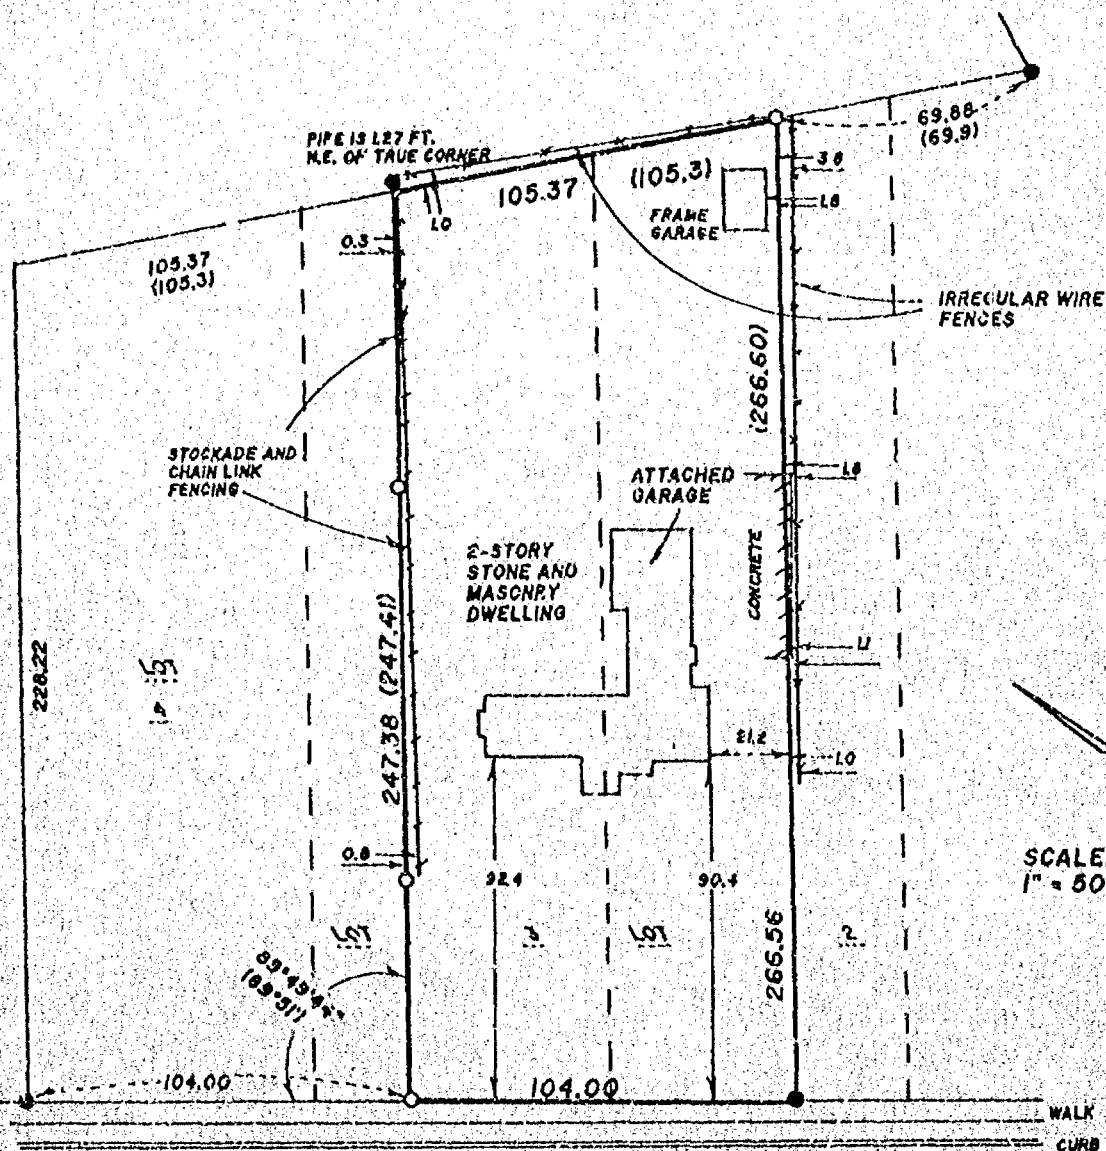 PIPE IS 1.27 FT.
N.E. OF TRUE CORNER
69.88
(69.9)
3.8
(105.3)
105.37
1.8
1.0
FRAME
GARAGE
0.3
105.37
(105.3)
IRREGULAR WIRE
FENCES
(266.60)
STOCKADE AND
CHAIN LINK
FENCING
ATTACHED
GARAGE
1.8
2-STORY
STONE AND
MASONRY
DWELLING
CONCRETE
247.38 (247.41)
1.1
228.22
21.2
1.0
0.8
92.4
90.4
SCALE
1" = 50
2
266.56
(89°51')
104.00
104.00
WALK
CURB